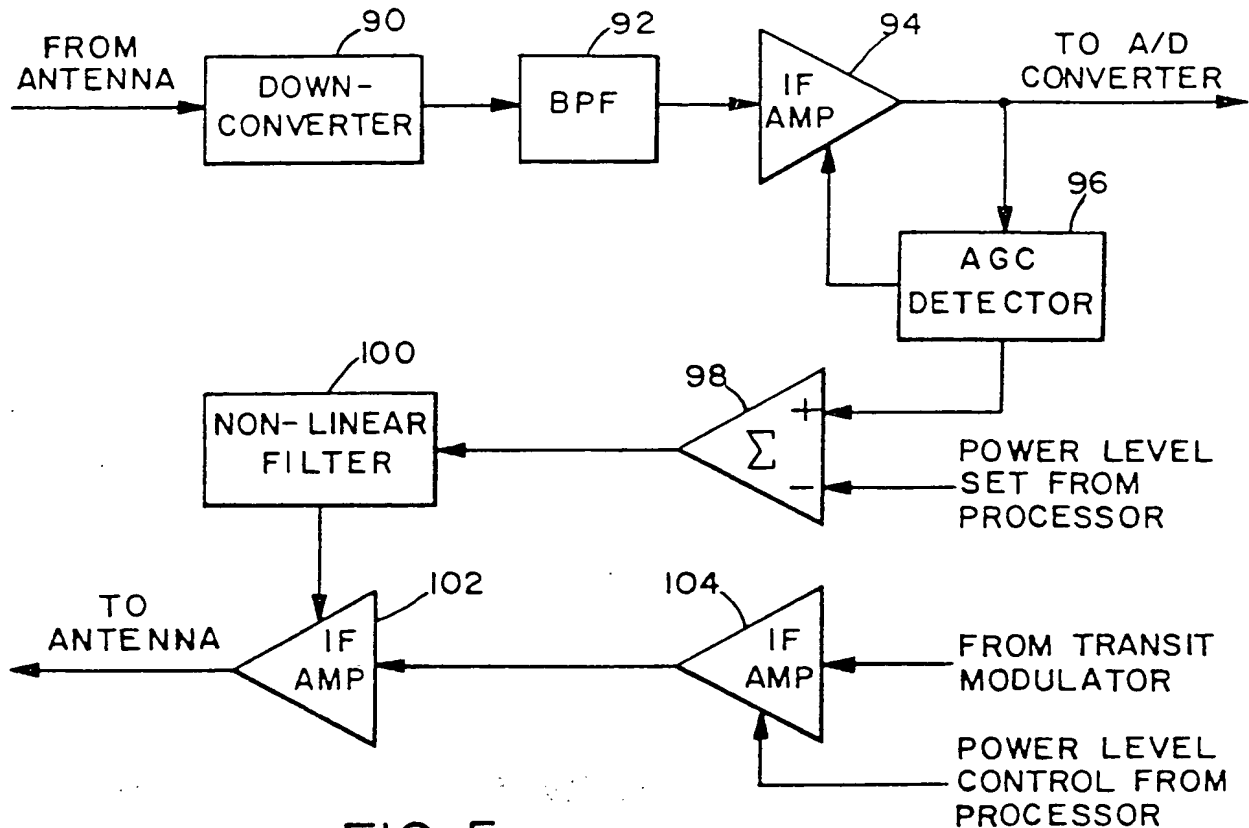 FROM
ANTENNA
90
DOWN-
CONVERTER
92
BPF
94
IF
AMP
TO A/D
CONVERTER
96
AGC
DETECTOR
100
NON-LINEAR
FILTER
98
+
Σ
-
POWER LEVEL
SET FROM
PROCESSOR
TO
ANTENNA
102
IF
AMP
104
IF
AMP
FROM TRANSIT
MODULATOR
POWER LEVEL
CONTROL FROM
PROCESSOR